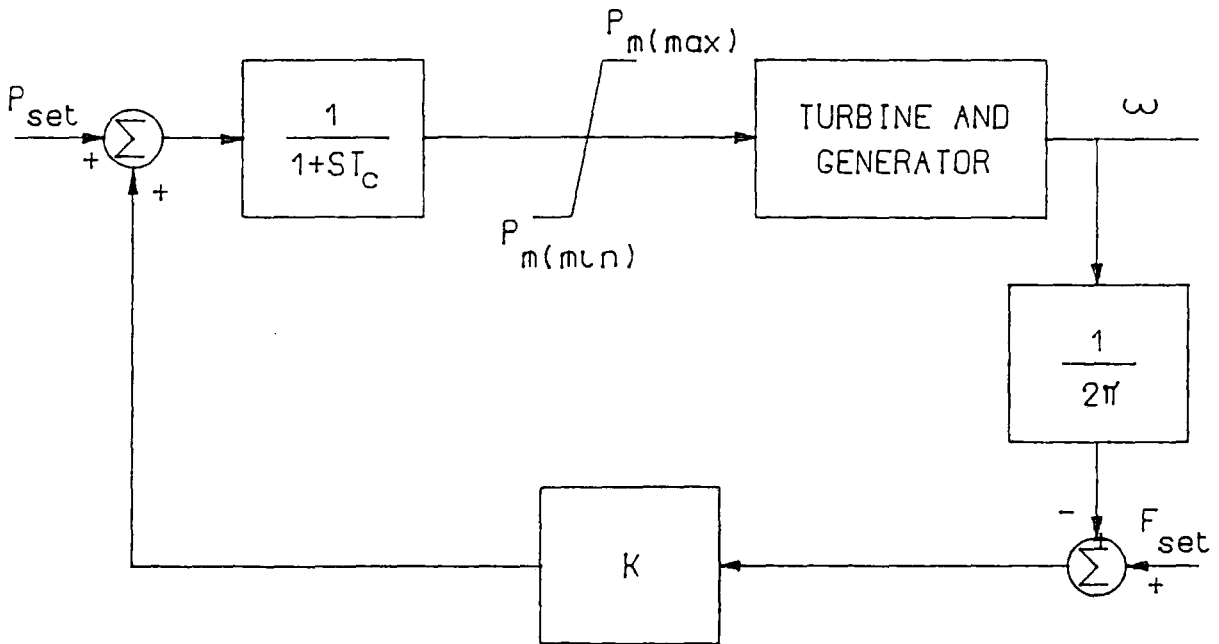 P_m(max)
P_set
+
Σ
+
1
1+ST_c
P_m(min)
TURBINE AND
GENERATOR
ω
1
2π
-
F_set
+
Σ
K